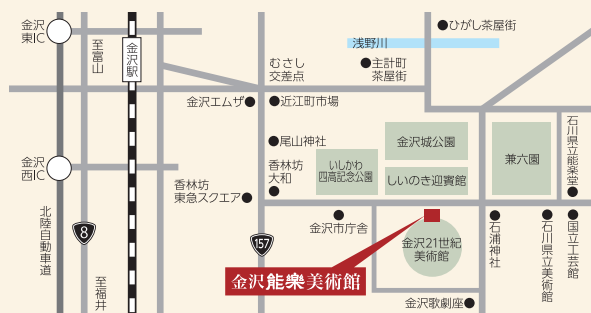 金沢
東IC
至富山
金沢駅
むさし
交差点
浅野川
ひがし茶屋街
主計町
茶屋街
金沢エムザ
近江町市場
尾山神社
金沢城公園
石川県立能楽堂
金沢
西IC
香林坊
大和
いしかわ
四高記念公園
しいのき迎賓館
兼六園
香林坊
東急スクエア
北陸自動車道
8
157
金沢市庁舎
金沢21世紀
美術館
石浦神社
石川県立美術館
国立工芸館
至福井
金沢能樂美術館
金沢歌劇座